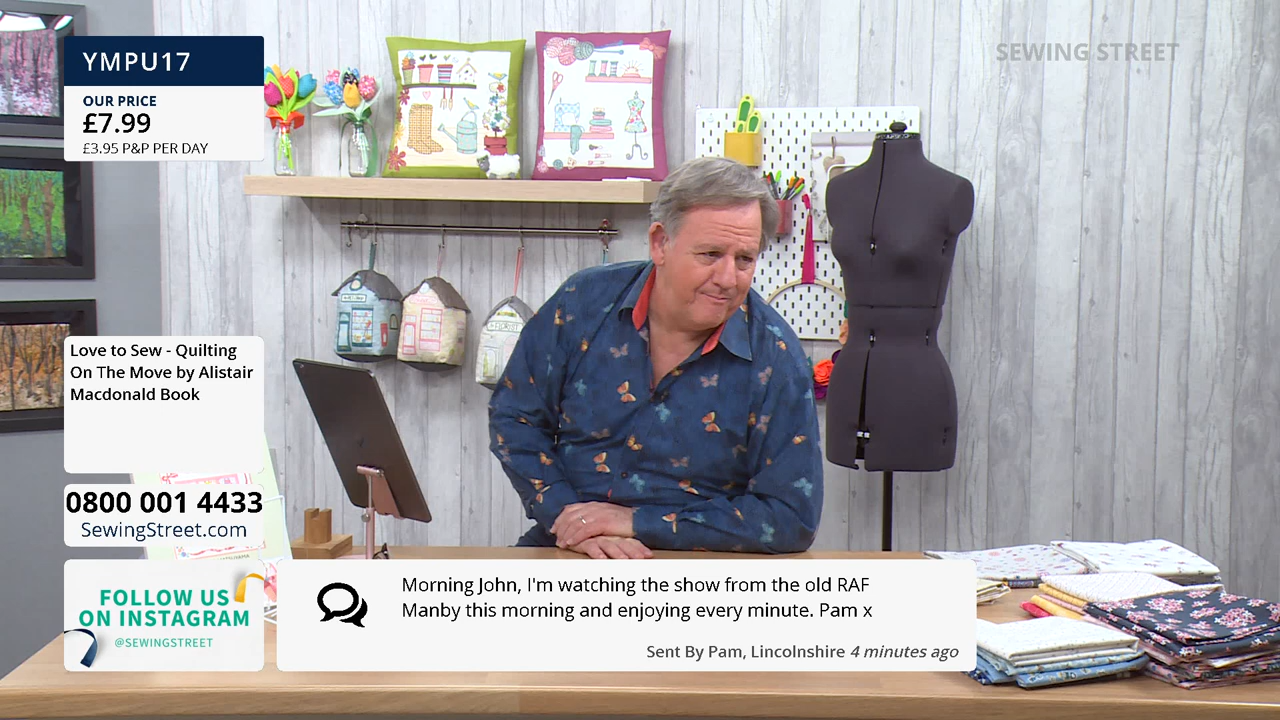 YMPU17
OUR PRICE
£7.99
£3.95 P&P PER DAY
SEWING STREET
Love to Sew - Quilting
On The Move by Alistair
Macdonald Book
0800 001 4433
SewingStreet.com
FOLLOW US
ON INSTAGRAM
@SEWINGSTREET
Morning John, I'm watching the show from the old RAF
Manby this morning and enjoying every minute. Pam x
Sent By Pam, Lincolnshire 4 minutes ago